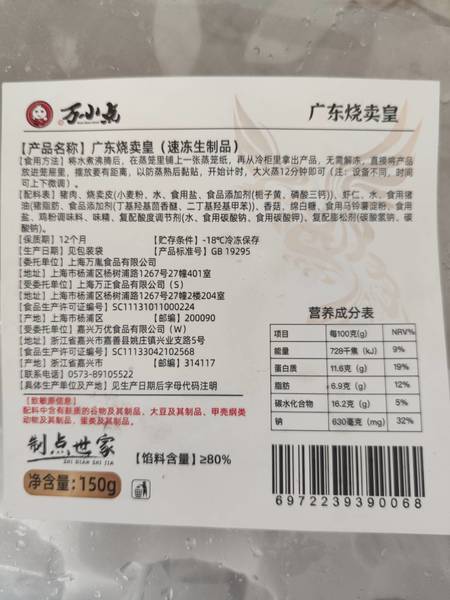 万小点
广东烧卖皇
【产品名称】广东烧卖皇（速冻生制品）
【食用方法】将水煮沸腾后，在蒸笼里铺上一张蒸笼纸，再从冷柜里拿出产品，无需解冻，直接将产品
放进笼屉里，摆放要有距离，以防蒸熟后黏贴，开始计时，大火蒸12分钟即可（注：设备不同，时间
可上下微调）。
【配料表】猪肉、烧卖皮(小麦粉、水、食用盐、食品添加剂(栀子黄、磷酸三钙))、虾仁、水、食用猪
油(猪脂肪、食品添加剂(丁基羟基茴香醚、二丁基羟基甲苯))、香菇、绵白糖、食用马铃薯淀粉、食用
盐、鸡粉调味料、味精、复配酸度调节剂(水、食用碳酸钠、食用碳酸钾)、复配膨松剂(碳酸氢钠、碳
酸钠)。
【保质期】12个月 【贮存条件】-18℃冷冻保存
【生产日期】见包装袋 【产品标准号】GB 19295
【委托单位】上海万胤食品有限公司
【地址】上海市杨浦区杨树浦路1267号27幢401室
【受委托单位】上海万正食品有限公司（S）
【地址】上海市杨浦区杨树浦路1267号27幢2楼204室
【食品生产许可证编号】SC11131011000224
【产地】上海市杨浦区 【邮编】200090
【受委托单位】嘉兴万优食品有限公司（W）
【地址】浙江省嘉兴市嘉善县姚庄镇兴业支路5号
【食品生产许可证编号】SC11133042102568
【产地】浙江省嘉兴市 【邮编】314117
【联系电话】0573-89105522
【具体生产单位及产地】见生产日期后字母代码注明
【致敏原信息】
配料中含有麸质的谷物及其制品、大豆及其制品、甲壳纲类
动物及其制品、蛋类及其制品。
营养成分表
项目 每100克(g) NRV%
能量 728千焦（kJ） 9%
蛋白质 11.6克（g） 19%
脂肪 6.9克（g） 12%
碳水化合物 16.2克（g） 5%
钠 630毫克（mg） 32%
制点世家
ZHI DIAN SHI JIA
【馅料含量】≥80%
净含量：150g
6972239390068